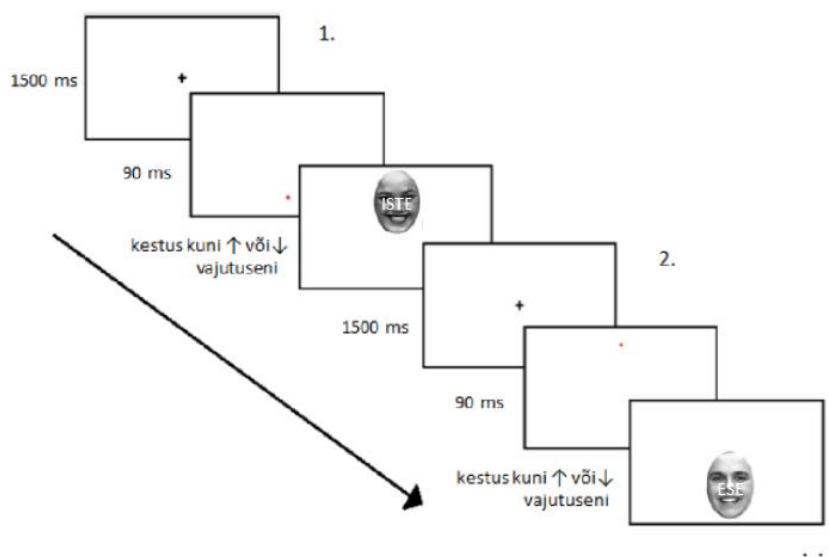 1.
1500 ms
90 ms
ISTE
kestus kuni ↑ või ↓
vajutuseni
2.
1500 ms
90 ms
kestus kuni ↑ või ↓
vajutuseni
ESE